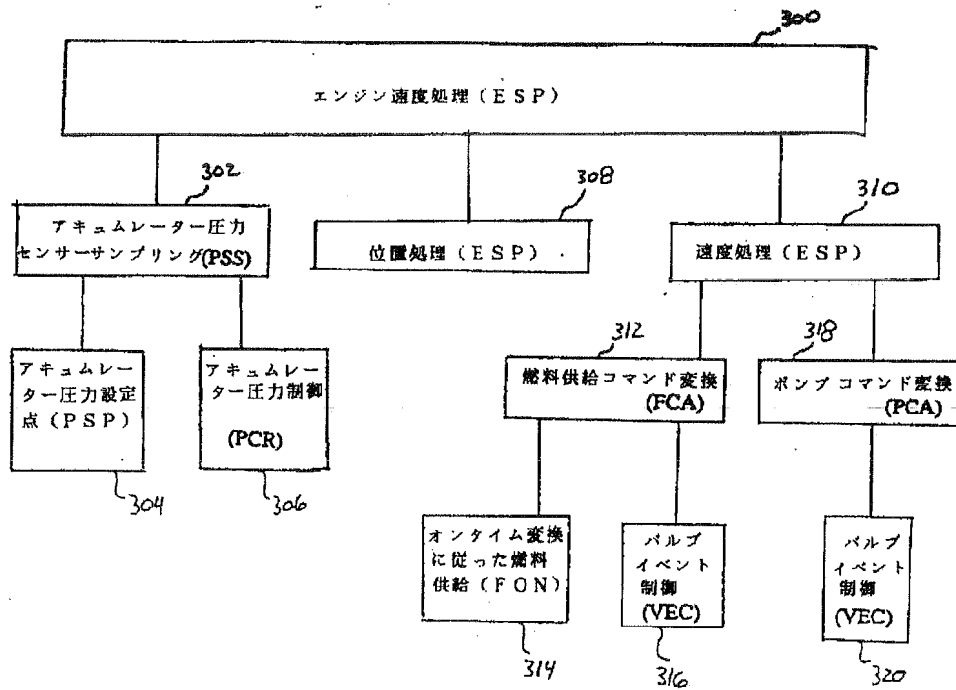 300
エンジン速度処理(ESP)
302
アキュムレーター圧力
センサーサンプリング(PSS)
308
位置処理(ESP)
310
速度処理(ESP)
アキュムレー
ター圧力設定
点(PSP)
304
アキュムレー
ター圧力制御
(PCR)
306
312
燃料供給コマンド変換
(FCA)
318
ポンプコマンド変換
(PCA)
オンタイム変換
に従った燃料
供給(FON)
314
バルブ
イベント
制御
(VEC)
316
バルブ
イベント
制御
(VEC)
320